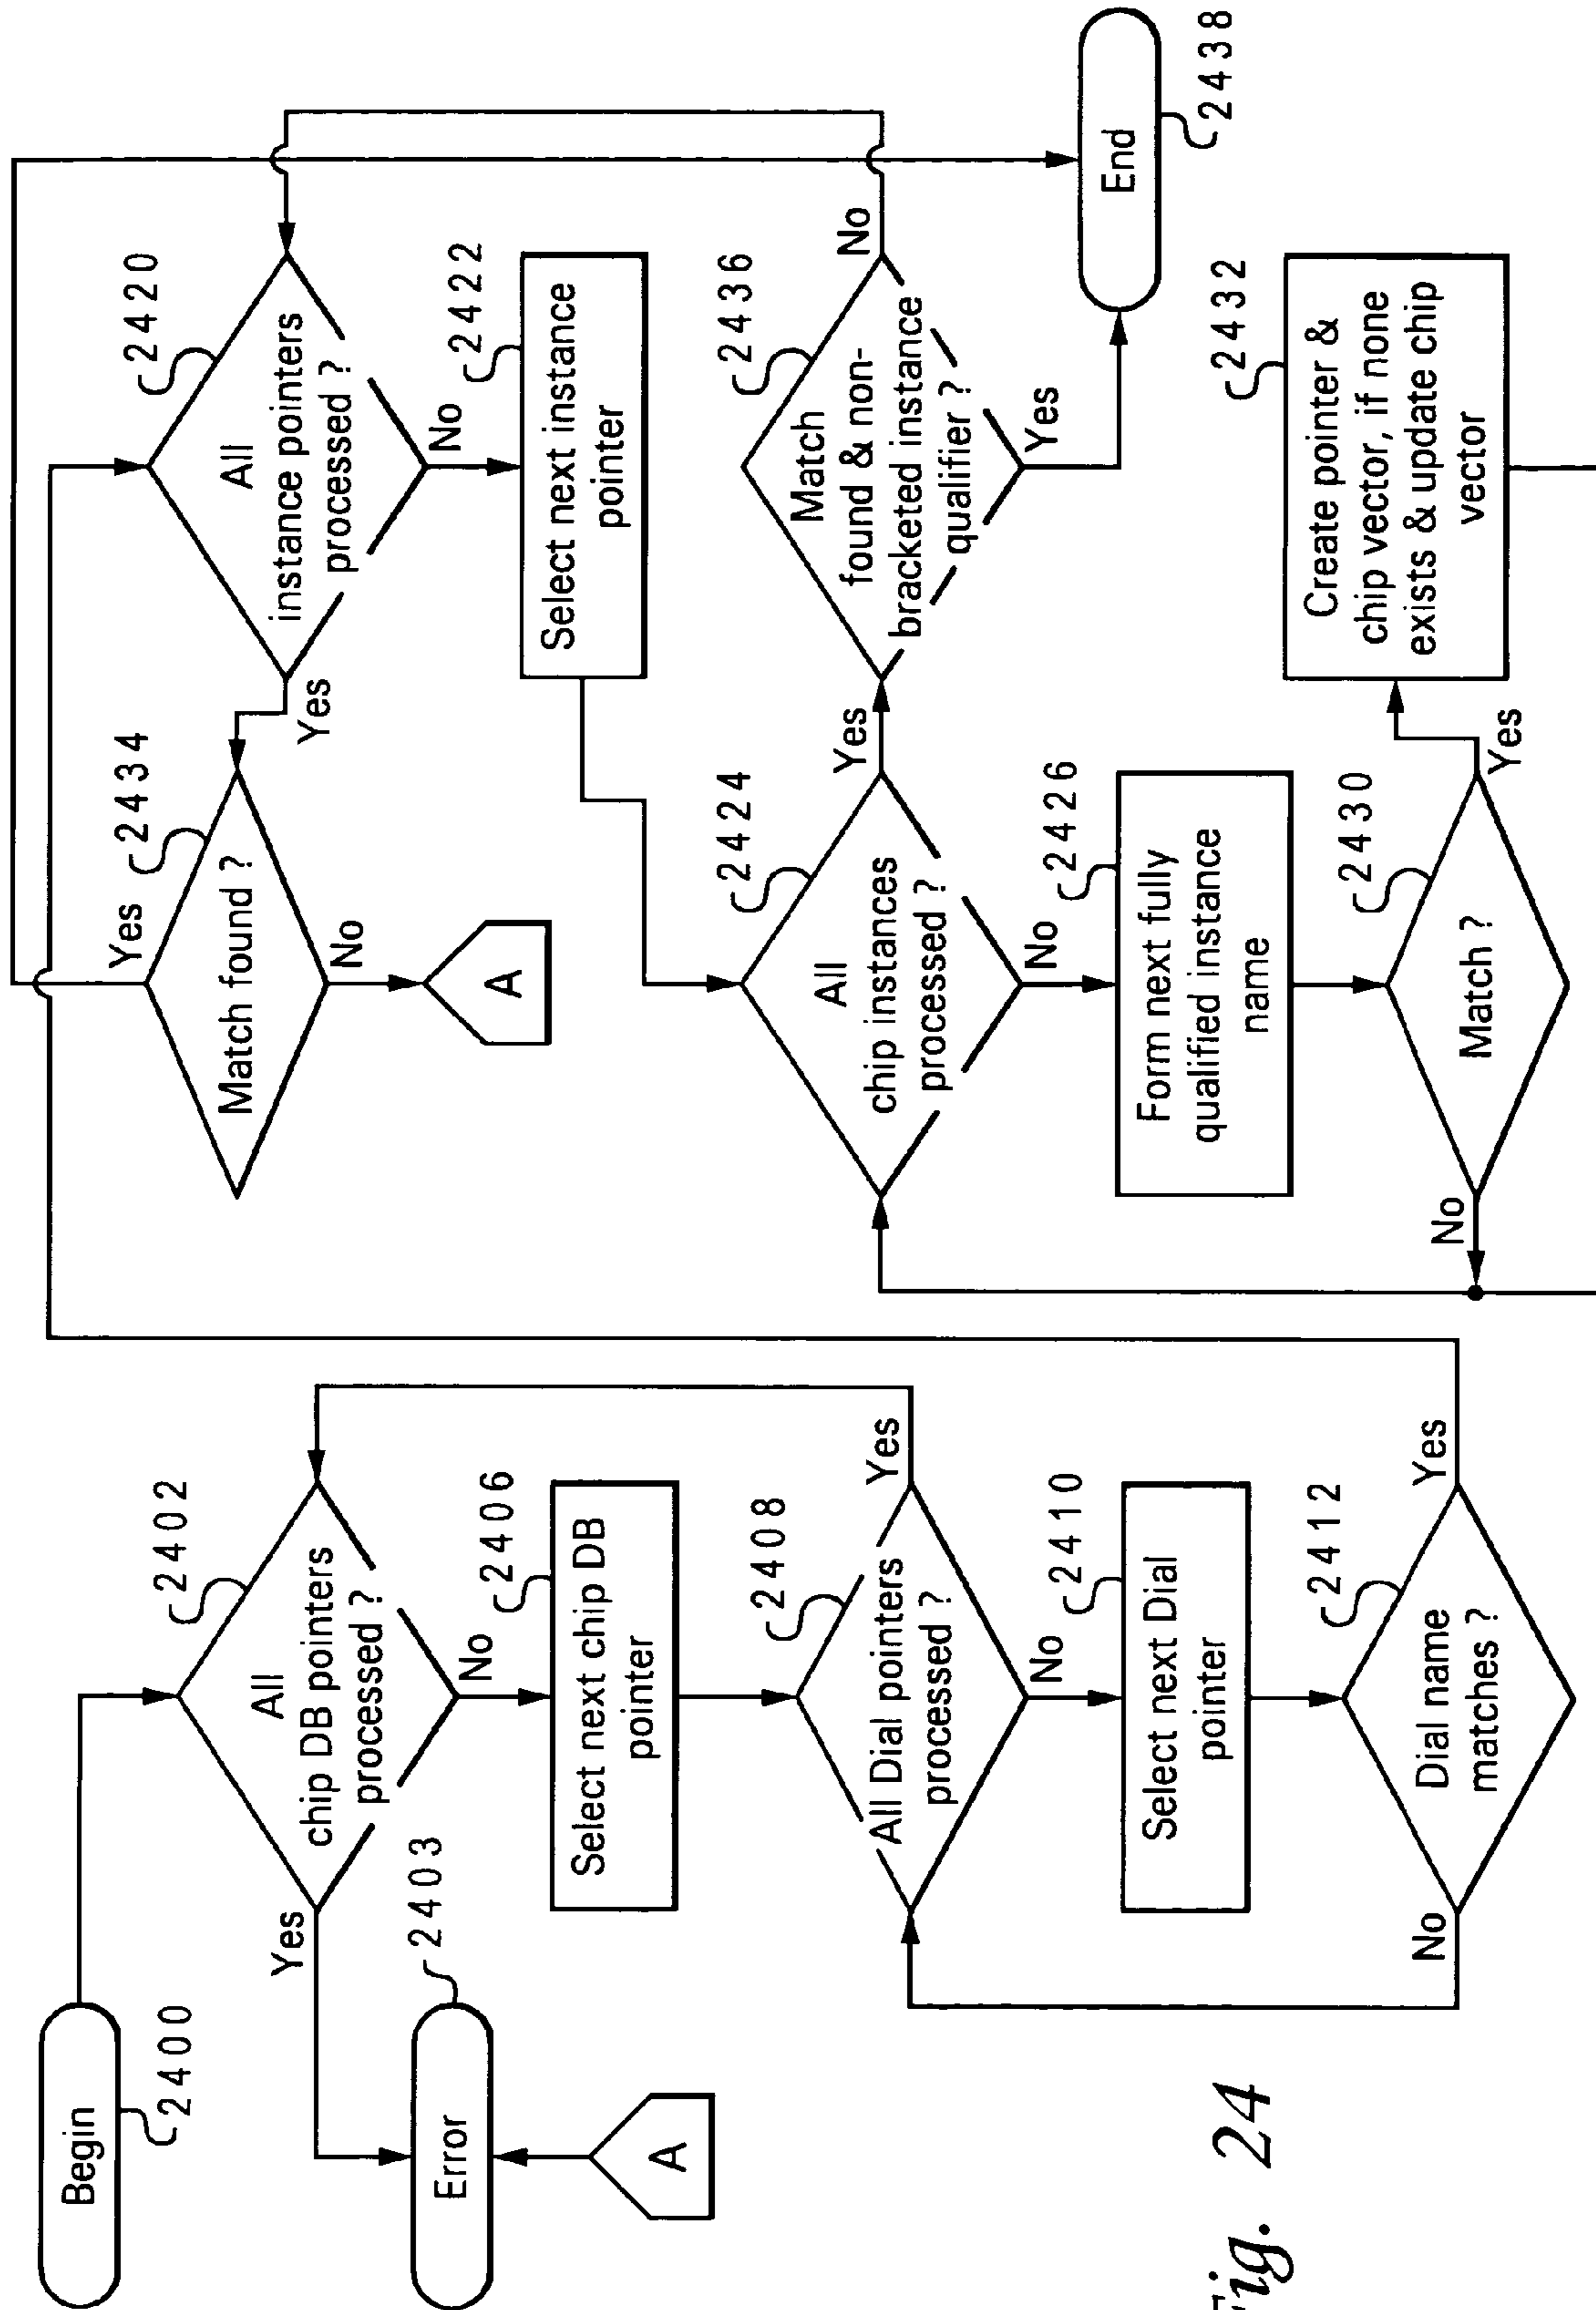 Begin
2400
All
chip DB pointers
processed ?
2402
Yes
No
Error
2403
A
Select next chip DB
pointer
2406
All Dial pointers
processed ?
2408
Yes
No
Select next Dial
pointer
2410
Dial name
matches ?
2412
No
Yes
Match found ?
2434
Yes
No
A
All
instance pointers
processed ?
2420
Yes
No
Select next instance
pointer
2422
All
chip instances
processed ?
2424
Yes
No
Match
found & non-
bracketed instance
qualifier ?
2436
No
Yes
Form next fully
qualified instance
name
2426
Match ?
2430
No
Yes
Create pointer &
chip vector, if none
exists & update chip
vector
2432
End
2438
Fig. 24